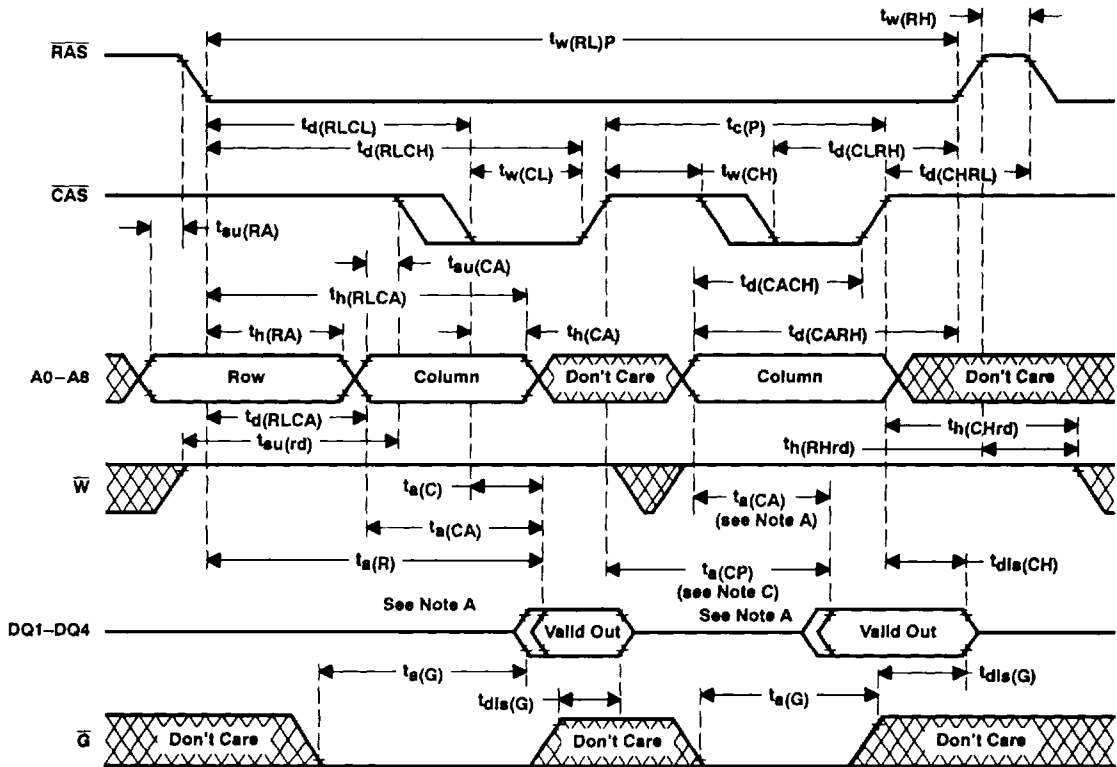 tw(RH)
RAS
tw(RL)P
td(RLCL)
tc(P)
td(RLCH)
td(CLRH)
tw(CL)
tw(CH)
td(CHRL)
CAS
tsu(RA)
tsu(CA)
td(CACH)
th(RLCA)
th(RA)
th(CA)
td(CARH)
A0–A8
Row
Column
Don't Care
Column
Don't Care
td(RLCA)
th(CHrd)
tsu(rd)
th(RHrd)
W
ta(C)
ta(CA)
(see Note A)
ta(CA)
ta(R)
ta(CP)
(see Note C)
tdis(CH)
See Note A
See Note A
DQ1–DQ4
Valid Out
Valid Out
ta(G)
tdis(G)
ta(G)
tdis(G)
G
Don't Care
Don't Care
Don't Care